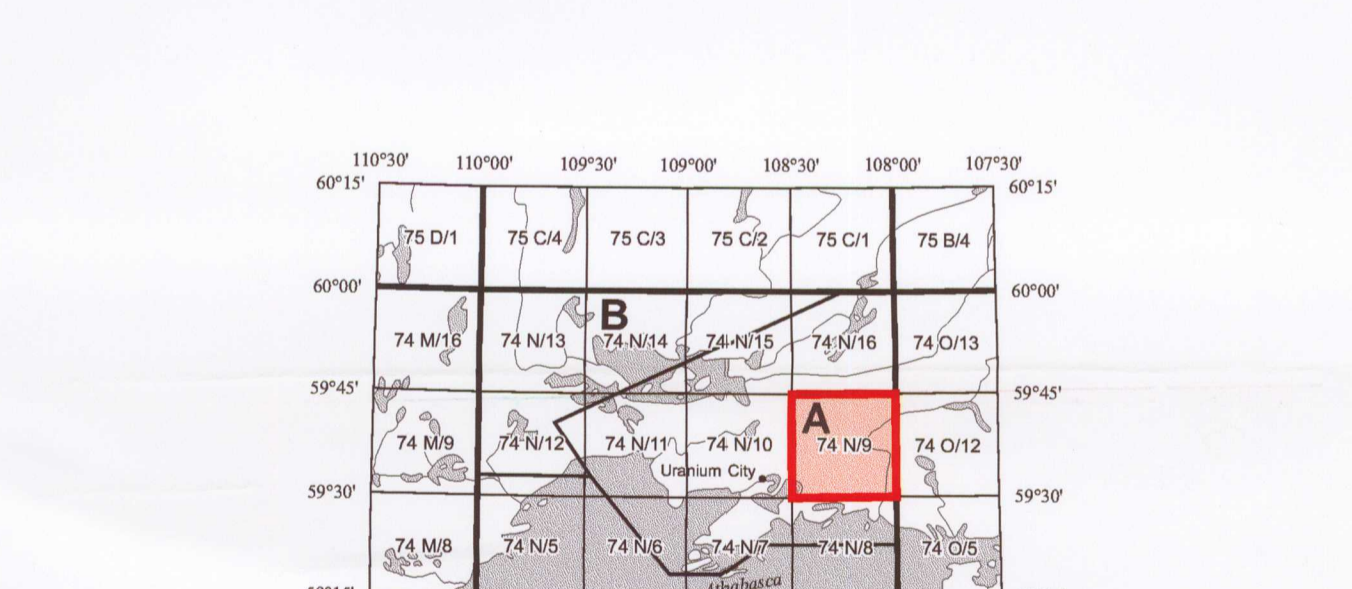 110°30' 110°00' 109°30' 109°00' 108°30' 108°00' 107°30'
60°15' 60°15'
75 D/1 75 C/4 75 C/3 75 C/2 75 C/1 75 B/4
60°00' 60°00'
B
74 M/16 74 N/13 74 N/14 74 N/15 74 N/16 74 O/13
59°45' 59°45'
A
74 M/9 74 N/12 74 N/11 74 N/10 74 N/9 74 O/12
Uranium City
59°30' 59°30'
74 M/8 74 N/5 74 N/6 74 N/7 74 N/8 74 O/5
Athabasca